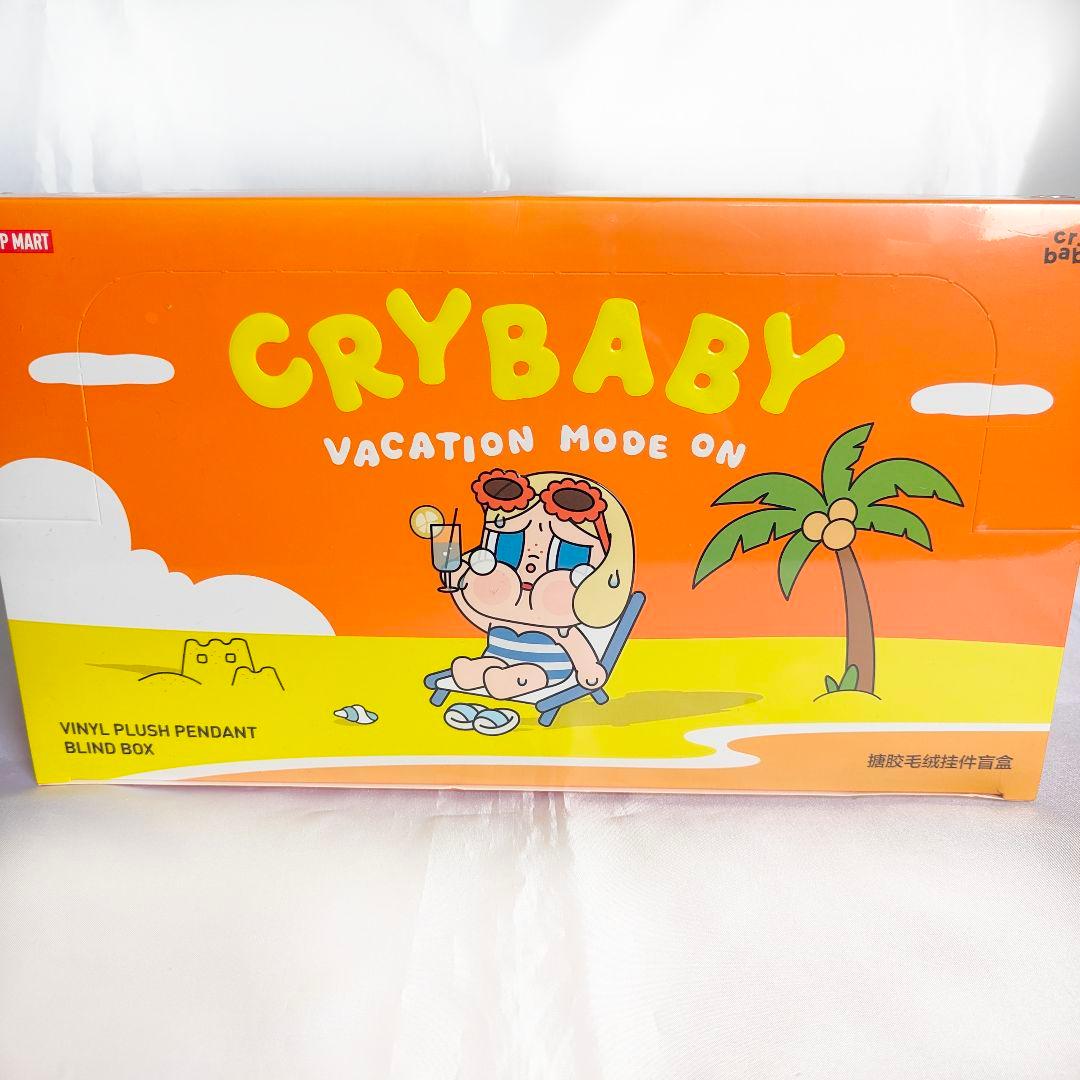 P MART
cr
bab
CRYBABY
VACATION MODE ON
VINYL PLUSH PENDANT
BLIND BOX
搪胶毛绒挂件盲盒